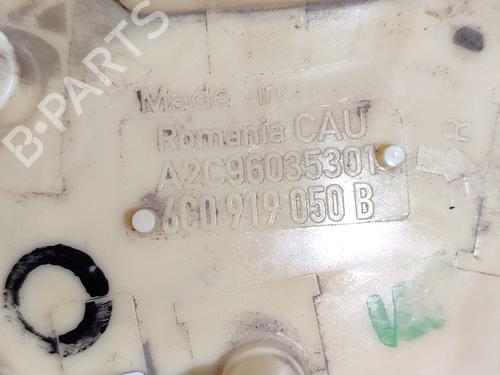 B-PARTS
Made in
Romania CAU
A2C96035301
6C0 919 050 B
R